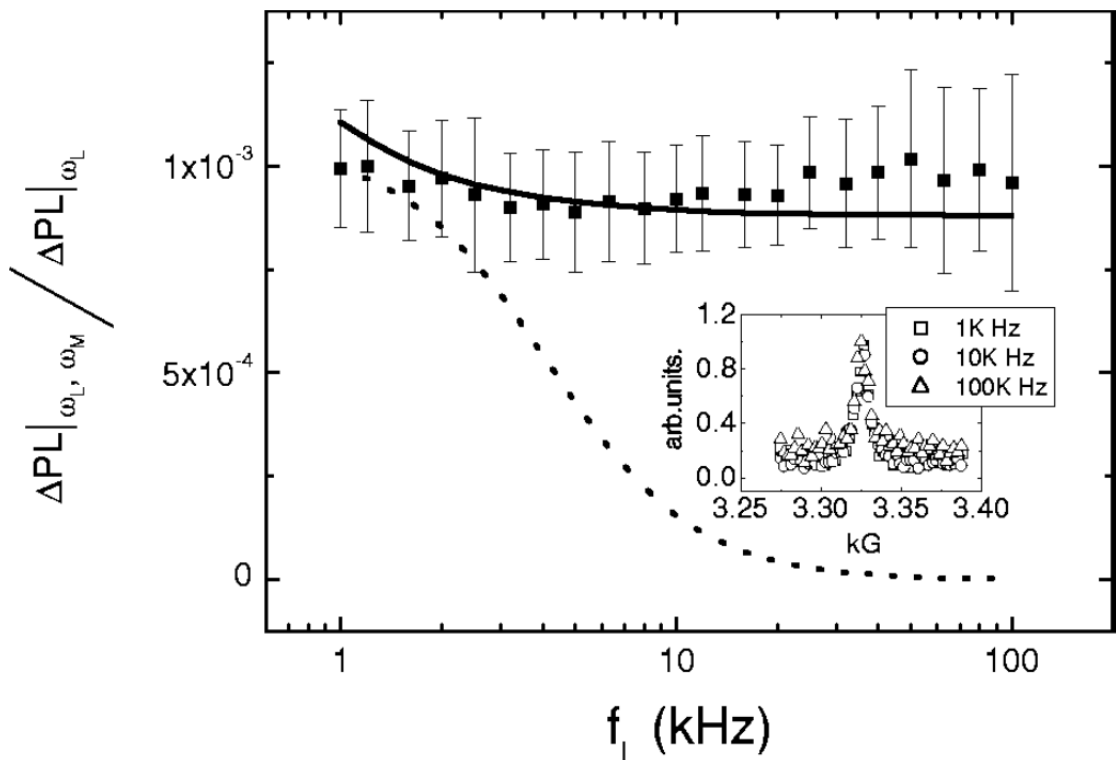 ΔPL|ω_L, ω_M / ΔPL|ω_L
1x10⁻³
5x10⁻⁴
0
1 10 100
f_L (kHz)
arb.units.
1.2
0.8
0.4
0.0
3.25 3.30 3.35 3.40
kG
1K Hz
10K Hz
100K Hz